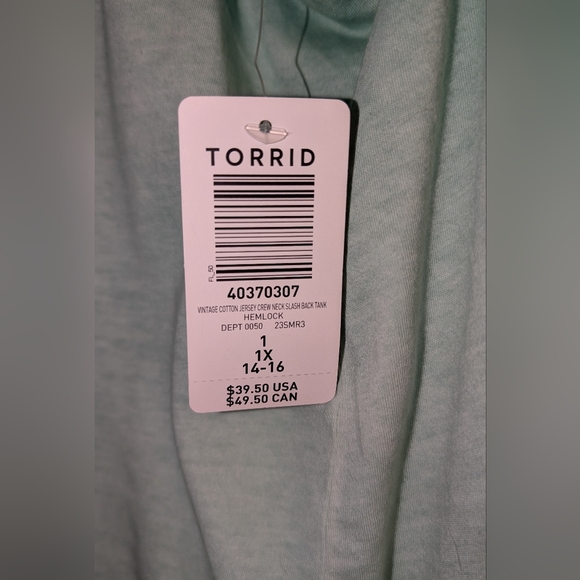 TORRID
FL_50
40370307
VINTAGE COTTON JERSEY CREW NECK SLASH BACK TANK
HEMLOCK
DEPT 0050 23SMR3
1
1X
14-16
$39.50 USA
$49.50 CAN